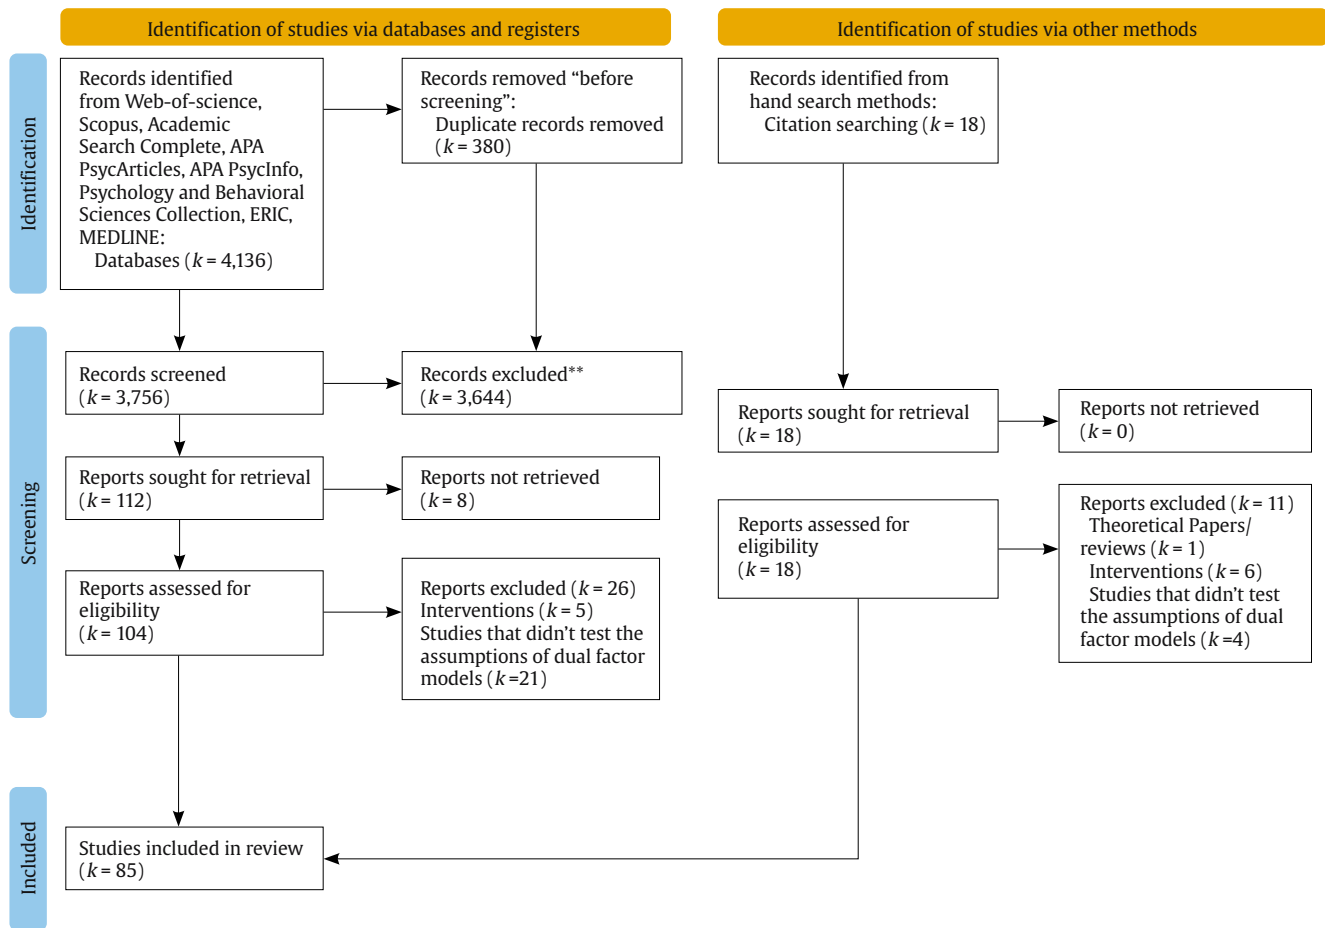 Identification of studies via databases and registers
Identification of studies via other methods
Identification
Records identified
from Web-of-science,
Scopus, Academic
Search Complete, APA
PsycArticles, APA PsycInfo,
Psychology and Behavioral
Sciences Collection, ERIC,
MEDLINE:
Databases (k = 4,136)
Records removed “before
screening”:
Duplicate records removed
(k = 380)
Records identified from
hand search methods:
Citation searching (k = 18)
Screening
Records screened
(k = 3,756)
Records excluded**
(k = 3,644)
Reports sought for retrieval
(k = 112)
Reports not retrieved
(k = 8)
Reports assessed for
eligibility
(k = 104)
Reports excluded (k = 26)
Interventions (k = 5)
Studies that didn’t test the
assumptions of dual factor
models (k =21)
Reports sought for retrieval
(k = 18)
Reports not retrieved
(k = 0)
Reports assessed for
eligibility
(k = 18)
Reports excluded (k = 11)
Theoretical Papers/
reviews (k = 1)
Interventions (k = 6)
Studies that didn’t test
the assumptions of dual
factor models (k =4)
Included
Studies included in review
(k = 85)